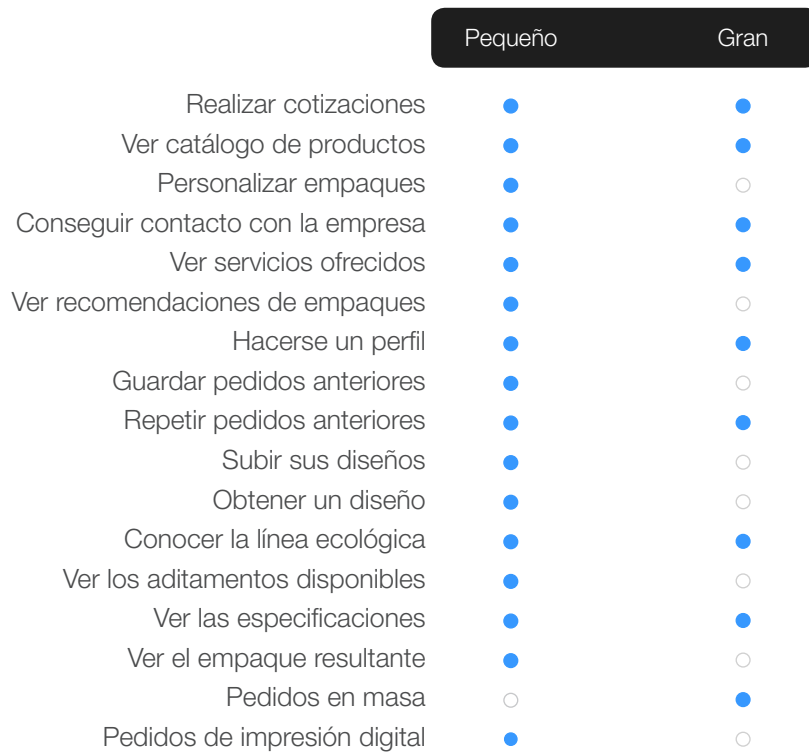 Pequeño Gran
Realizar cotizaciones
Ver catálogo de productos
Personalizar empaques
Conseguir contacto con la empresa
Ver servicios ofrecidos
Ver recomendaciones de empaques
Hacerse un perfil
Guardar pedidos anteriores
Repetir pedidos anteriores
Subir sus diseños
Obtener un diseño
Conocer la línea ecológica
Ver los aditamentos disponibles
Ver las especificaciones
Ver el empaque resultante
Pedidos en masa
Pedidos de impresión digital